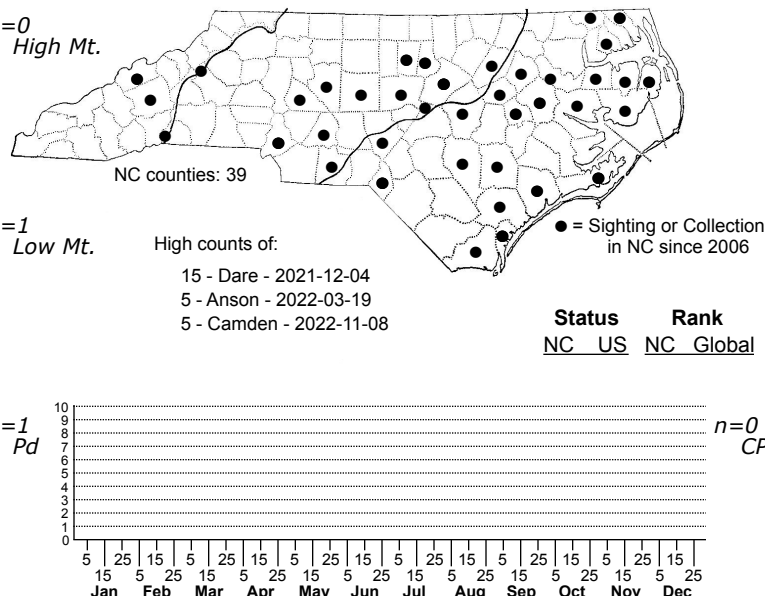 =0
High Mt.
NC counties: 39
=1
Low Mt.
High counts of:
15 - Dare - 2021-12-04
5 - Anson - 2022-03-19
5 - Camden - 2022-11-08
= Sighting or Collection
in NC since 2006
Status Rank
NC US NC Global
=1
Pd
n=0
CP
10
9
8
7
6
5
4
3
2
1
0
5 25 15 5 25 15 5 25 15 5 25 15 5 25 15 5 25 15
15 5 25 15 5 25 15 5 25 15 5 25 15 5 25 15 5 25
Jan Feb Mar Apr May Jun Jul Aug Sep Oct Nov Dec